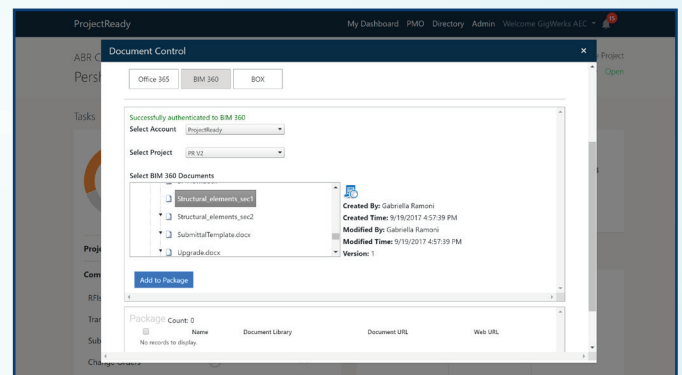 ProjectReady My Dashboard PMO Directory Admin Welcome GigWerks AEC 15
ABR Document Control × Project
Pers Open
Office 365 BIM 360 BOX
Tasks
Successfully authenticated to BIM 360
Select Account ProjectReady
Select Project PR V2
Select BIM 360 Documents
Structural_elements_sec1
Structural_elements_sec2
SubmittalTemplate.docx
Upgrade.docx
Created By: Gabriella Ramoni
Created Time: 9/19/2017 4:57:39 PM
Modified By: Gabriella Ramoni
Modified Time: 9/19/2017 4:57:39 PM
Version: 1
Proje
Com
Add to Package
RFIs
Package Count: 0
Tran
Name Document Library Document URL Web URL
Sub
No records to display.
Change Orders